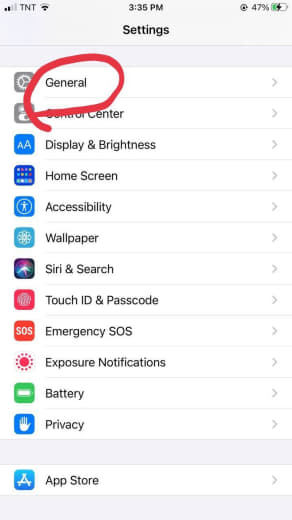 TNT 3:35 PM 47%
Settings
General
Control Center
AA Display & Brightness
Home Screen
Accessibility
Wallpaper
Siri & Search
Touch ID & Passcode
SOS Emergency SOS
Exposure Notifications
Battery
Privacy
App Store